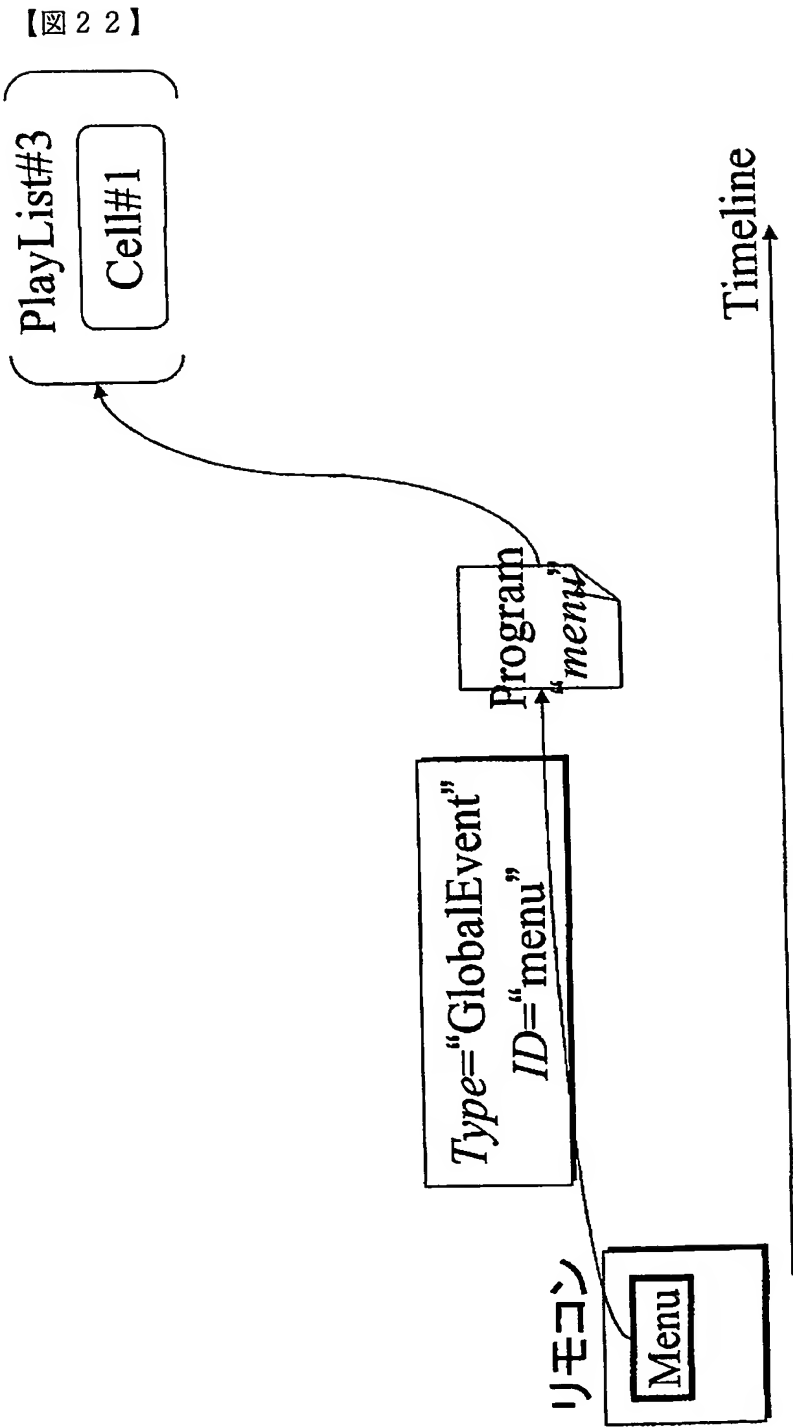 【図２２】
PlayList#3
Cell#1
Type=“GlobalEvent”
ID=“menu”
Program
“menu”
リモコン
Menu
Timeline